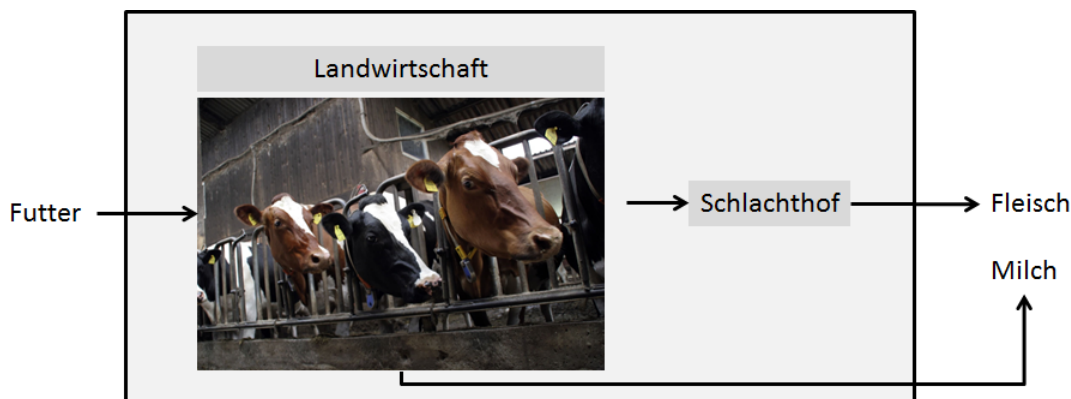 Landwirtschaft
Futter
Schlachthof
Fleisch
Milch